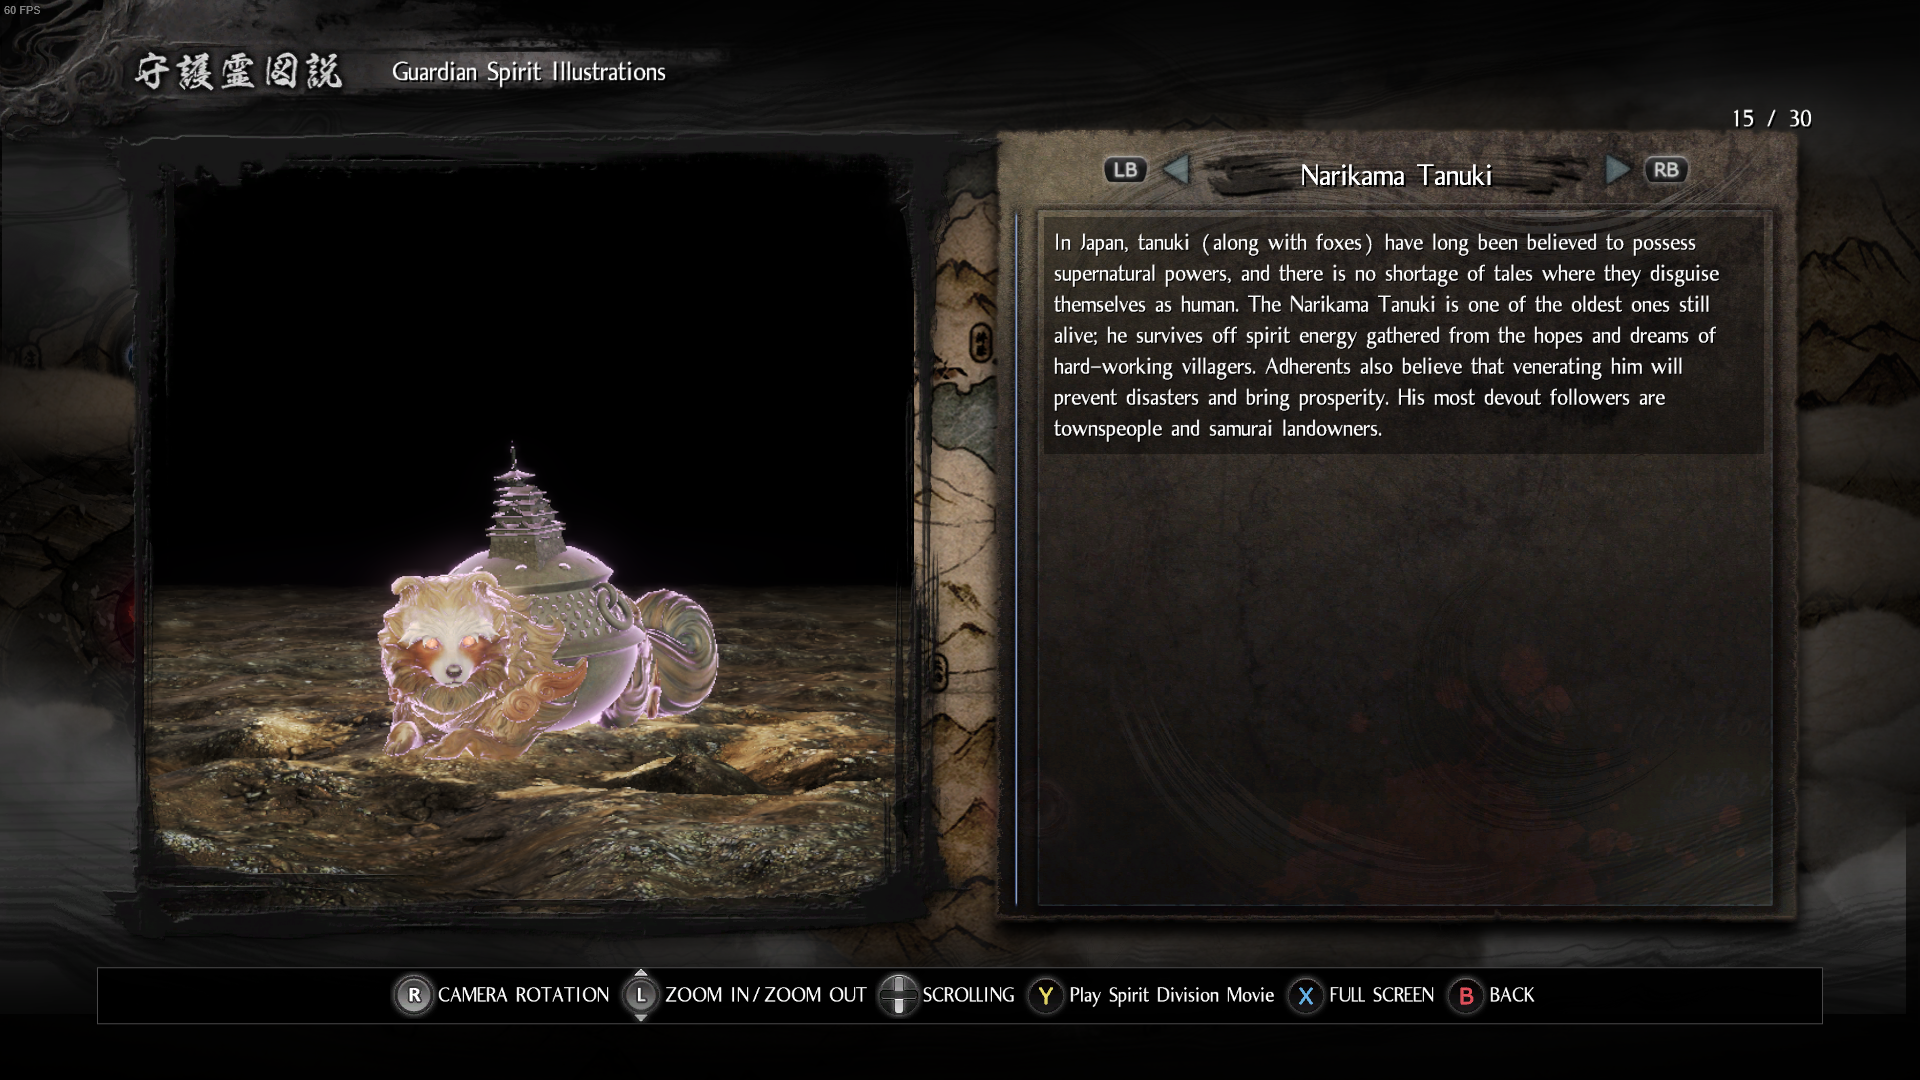 60 FPS
守護霊図説
Guardian Spirit Illustrations
15 / 30
LB
Narikama Tanuki
RB
In Japan, tanuki (along with foxes) have long been believed to possess
supernatural powers, and there is no shortage of tales where they disguise
themselves as human. The Narikama Tanuki is one of the oldest ones still
alive; he survives off spirit energy gathered from the hopes and dreams of
hard-working villagers. Adherents also believe that venerating him will
prevent disasters and bring prosperity. His most devout followers are
townspeople and samurai landowners.
R CAMERA ROTATION L ZOOM IN/ZOOM OUT SCROLLING Y Play Spirit Division Movie X FULL SCREEN B BACK